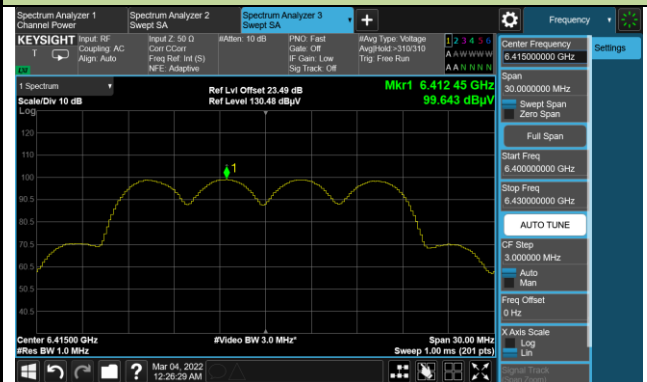 Spectrum Analyzer 1
Channel Power
Spectrum Analyzer 2
Swept SA
Spectrum Analyzer 3
Swept SA
+
Frequency
KEYSIGHT
T
LW
Input: RF
Coupling: AC
Align: Auto
Input Z: 50 Ω
Corr CCorr
Freq Ref: Int (S)
NFE: Adaptive
#Atten: 10 dB
PNO: Fast
Gate: Off
IF Gain: Low
Sig Track: Off
#Avg Type: Voltage
Avg|Hold:>310/310
Trig: Free Run
1 2 3 4 5 6
A A W W W W
A A N N N N
1 Spectrum
Scale/Div 10 dB
Log
Ref Lvl Offset 23.49 dB
Ref Level 130.48 dBμV
Mkr1 6.412 45 GHz
99.643 dBμV
1
120
110
100
90.5
80.5
70.5
60.5
50.5
40.5
Center 6.41500 GHz
#Res BW 1.0 MHz
#Video BW 3.0 MHz*
Span 30.00 MHz
Sweep 1.00 ms (201 pts)
?
Mar 04, 2022
12:26:29 AM
Center Frequency
6.415000000 GHz
Settings
Span
30.0000000 MHz
Swept Span
Zero Span
Full Span
Start Freq
6.400000000 GHz
Stop Freq
6.430000000 GHz
AUTO TUNE
CF Step
3.000000 MHz
Auto
Man
Freq Offset
0 Hz
X Axis Scale
Log
Lin
Signal Track
(Span Zoom)